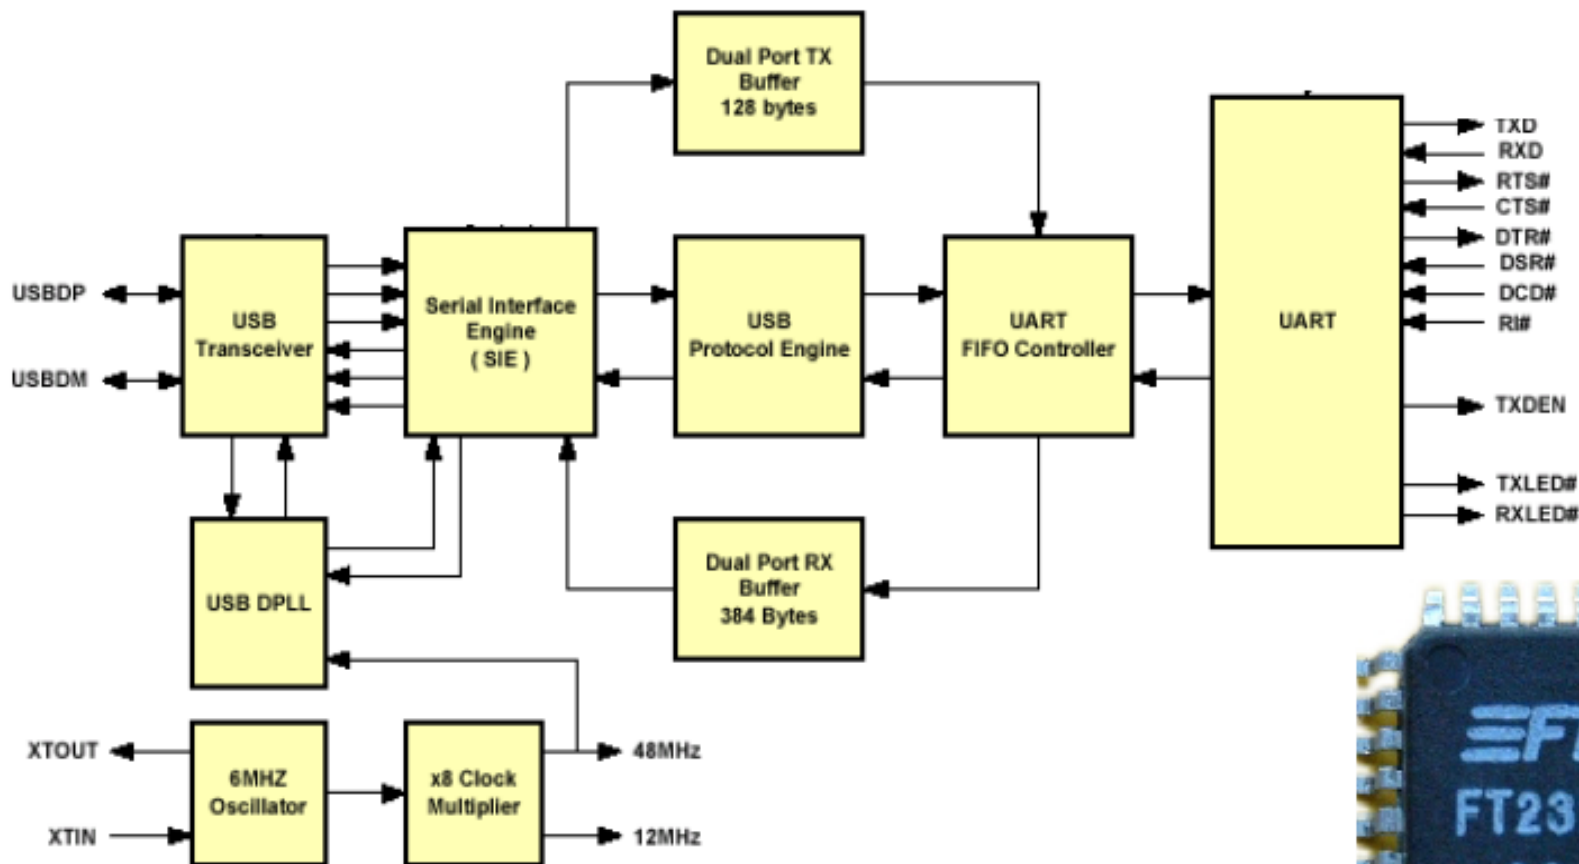 Dual Port TX
Buffer
128 bytes
TXD
RXD
RTS#
CTS#
DTR#
DSR#
DCD#
RI#
TXDEN
TXLED#
RXLED#
USBDP
USBDM
USB
Transceiver
Serial Interface
Engine
( SIE )
USB
Protocol Engine
UART
FIFO Controller
UART
USB DPLL
Dual Port RX
Buffer
384 Bytes
XTOUT
XTIN
6MHZ
Oscillator
x8 Clock
Multiplier
48MHz
12MHz
FT23